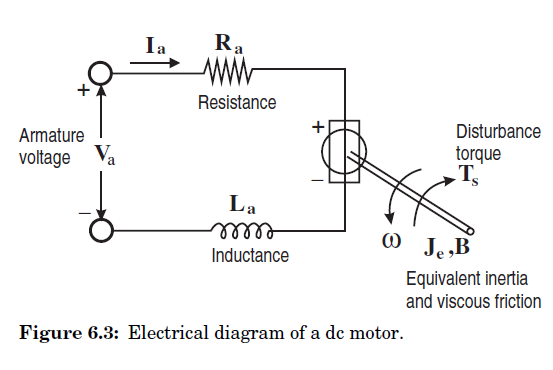 Ia
Ra
Resistance
+
+
Armature
voltage
Va
Disturbance
torque
Ts
−
−
La
Inductance
ω
Je ,B
Equivalent inertia
and viscous friction
Figure 6.3: Electrical diagram of a dc motor.